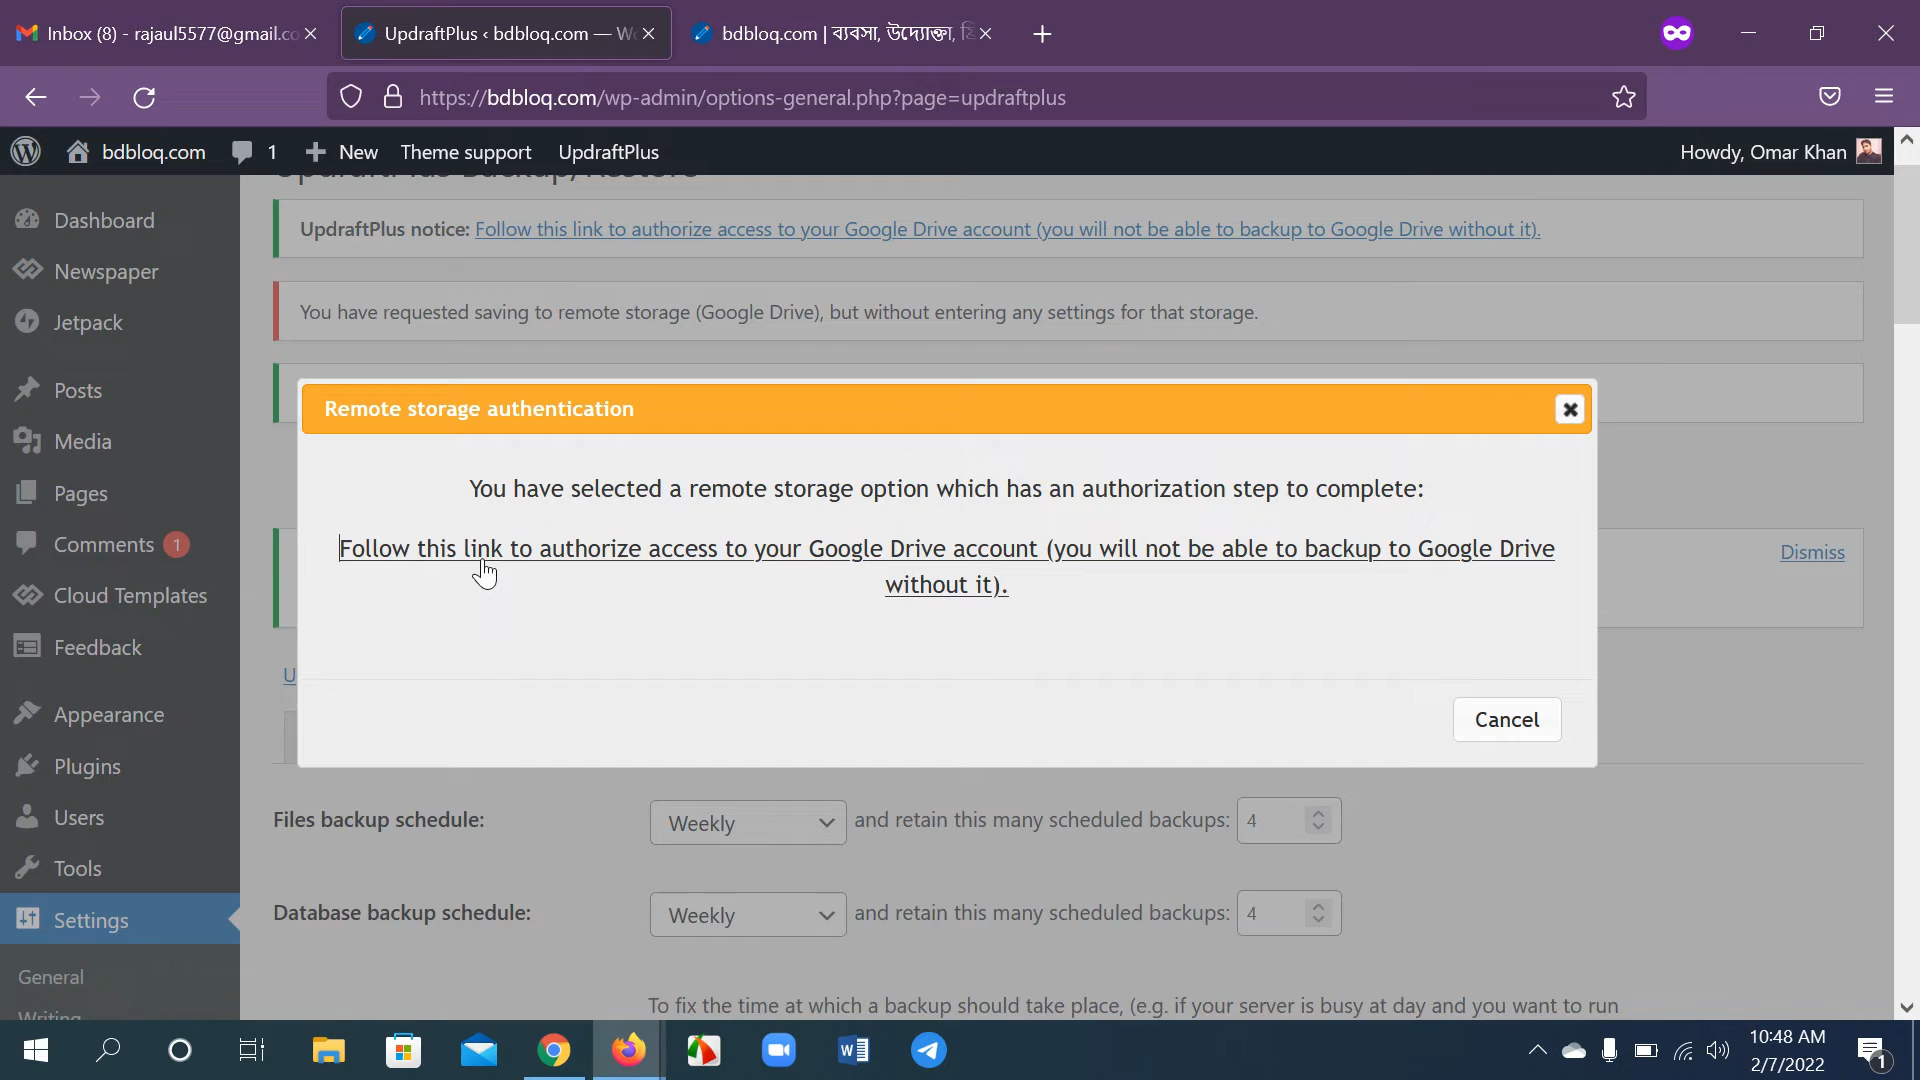 Inbox (8) - rajaul5577@gmail.co
UpdraftPlus ‹ bdbloq.com — W
bdbloq.com | ব্যবসা, উদ্যোক্তা,
https://bdbloq.com/wp-admin/options-general.php?page=updraftplus
bdbloq.com
1
New
Theme support
UpdraftPlus
Howdy, Omar Khan
Dashboard
Newspaper
Jetpack
Posts
Media
Pages
Comments 1
Cloud Templates
Feedback
Appearance
Plugins
Users
Tools
Settings
General
Writing
UpdraftPlus Backup/Restore
UpdraftPlus notice: Follow this link to authorize access to your Google Drive account (you will not be able to backup to Google Drive without it).
You have requested saving to remote storage (Google Drive), but without entering any settings for that storage.
Remote storage authentication
You have selected a remote storage option which has an authorization step to complete:
Follow this link to authorize access to your Google Drive account (you will not be able to backup to Google Drive
without it).
Dismiss
U
Cancel
Files backup schedule:
Weekly
and retain this many scheduled backups:
4
Database backup schedule:
Weekly
and retain this many scheduled backups:
4
To fix the time at which a backup should take place, (e.g. if your server is busy at day and you want to run
10:48 AM
2/7/2022
1